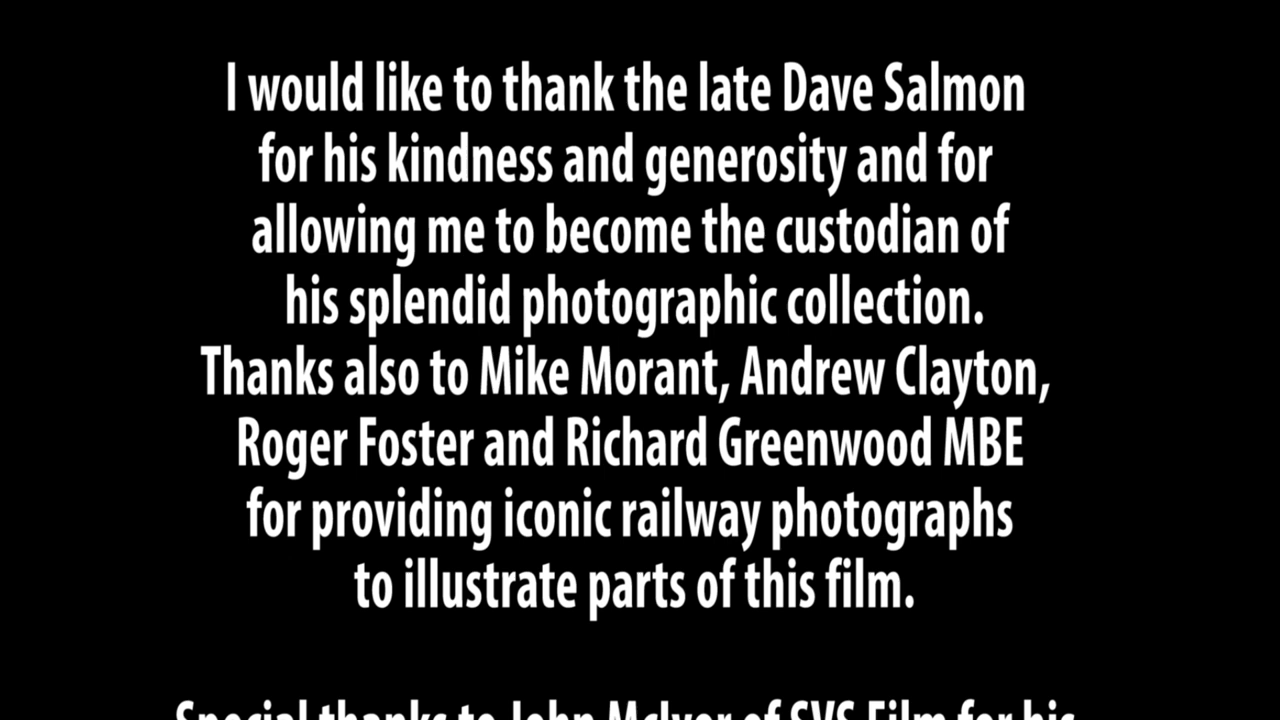 I would like to thank the late Dave Salmon
for his kindness and generosity and for
allowing me to become the custodian of
his splendid photographic collection.
Thanks also to Mike Morant, Andrew Clayton,
Roger Foster and Richard Greenwood MBE
for providing iconic railway photographs
to illustrate parts of this film.
Special thanks to John McIvor of SVS Film for his